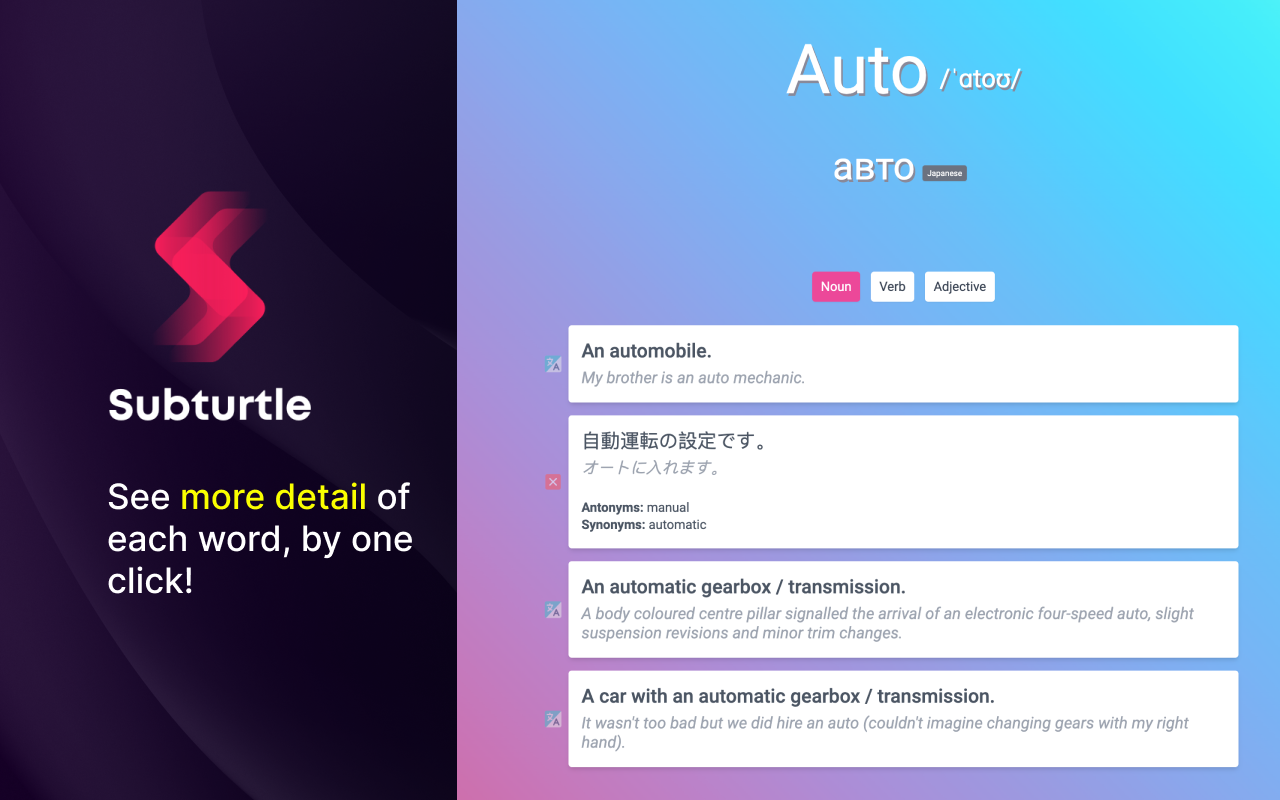 Subturtle
See more detail of
each word, by one
click!
Auto /ˈɑtoʊ/
авто Japanese
Noun Verb Adjective
An automobile.
My brother is an auto mechanic.
自動運転の設定です。
オートに入れます。
Antonyms: manual
Synonyms: automatic
An automatic gearbox / transmission.
A body coloured centre pillar signalled the arrival of an electronic four-speed auto, slight
suspension revisions and minor trim changes.
A car with an automatic gearbox / transmission.
It wasn't too bad but we did hire an auto (couldn't imagine changing gears with my right
hand).